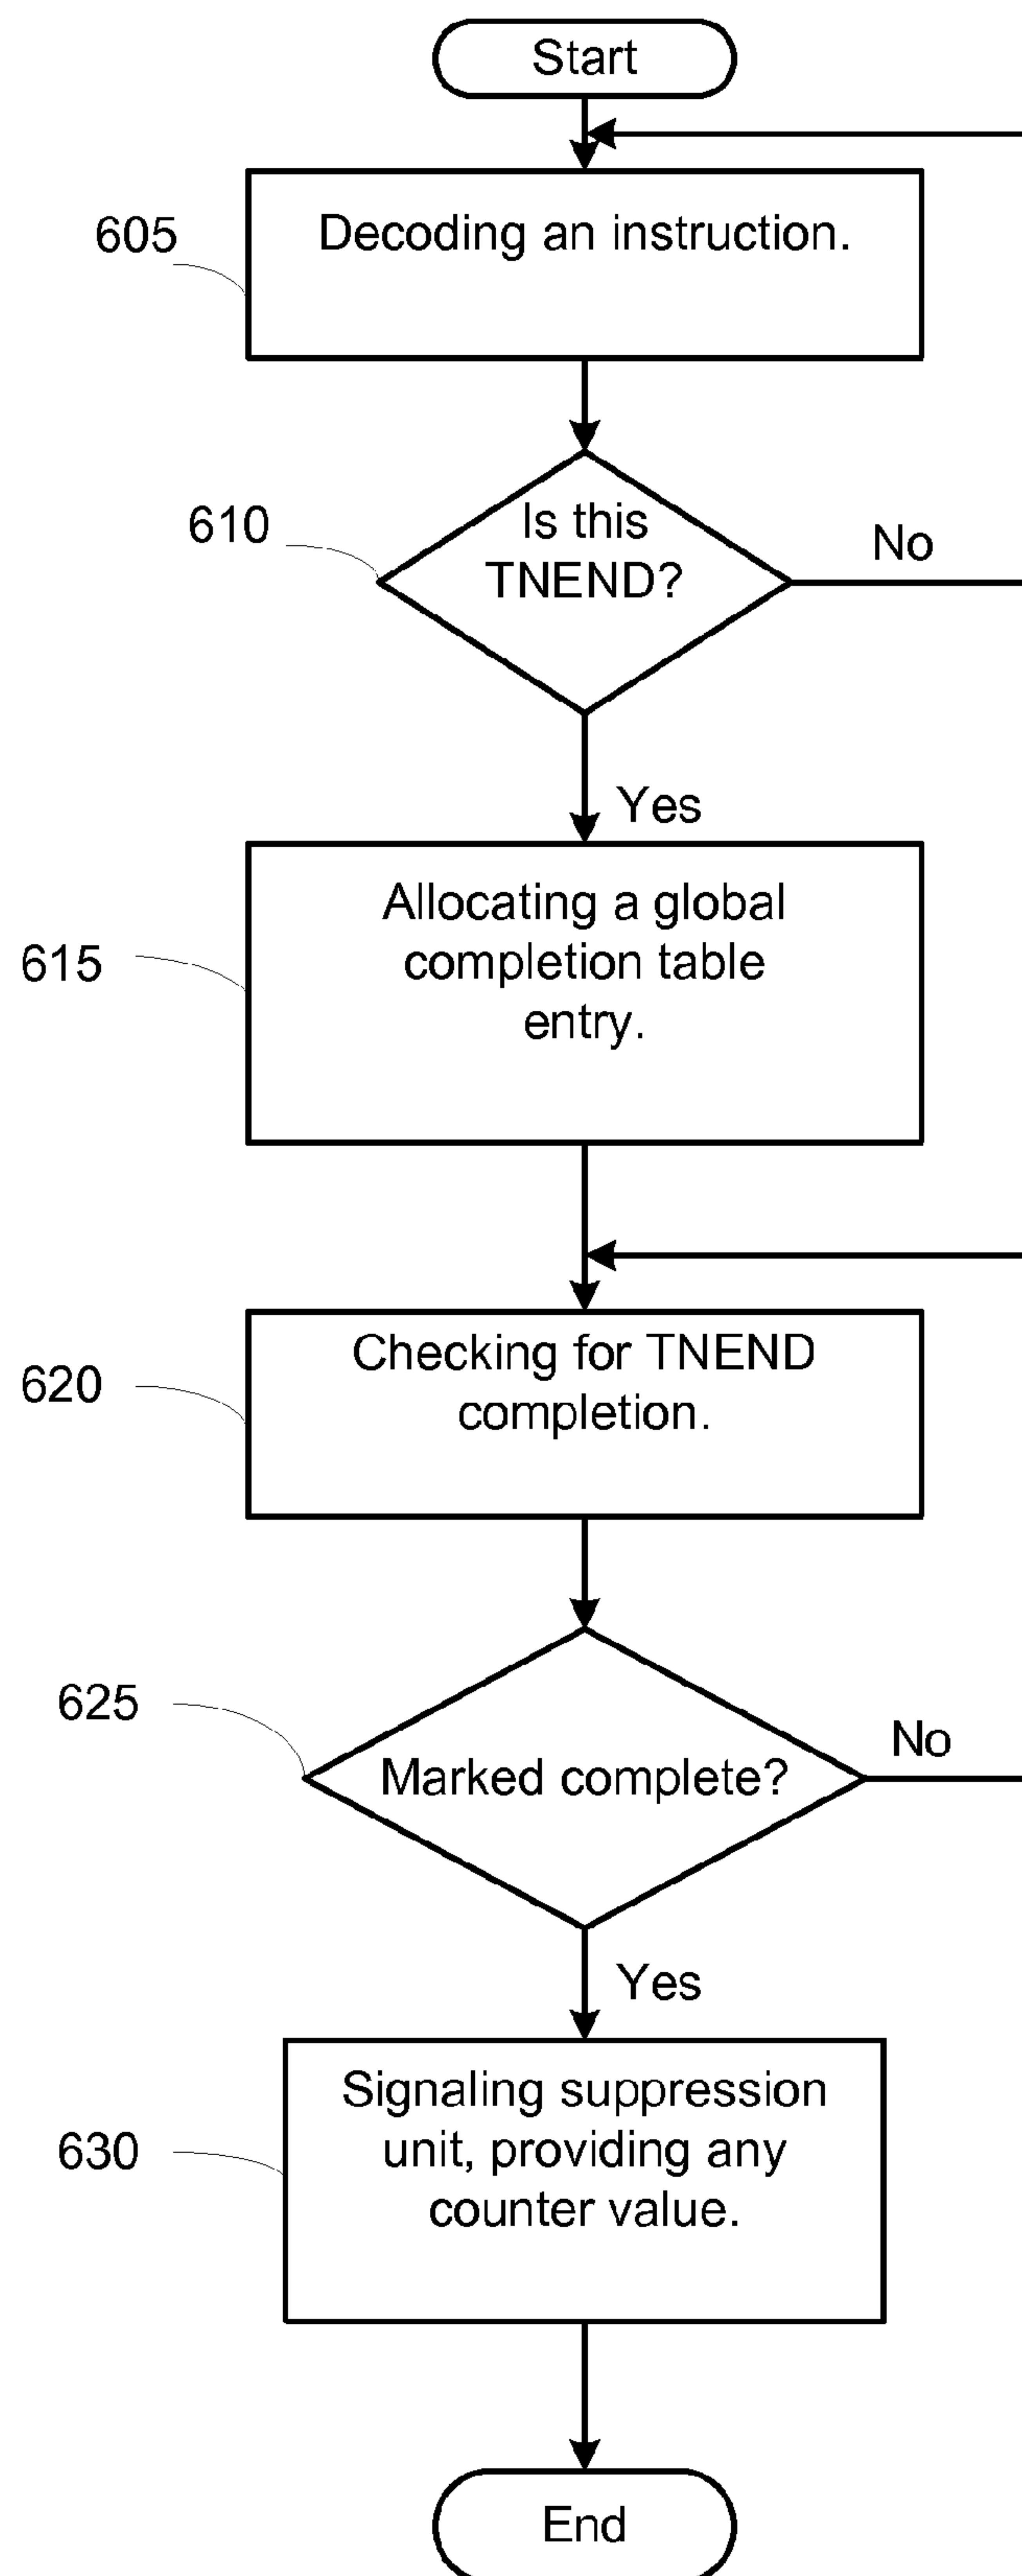 Start
605
Decoding an instruction.
610
Is this
TNEND?
No
Yes
615
Allocating a global
completion table
entry.
620
Checking for TNEND
completion.
625
Marked complete?
No
Yes
630
Signaling suppression
unit, providing any
counter value.
End